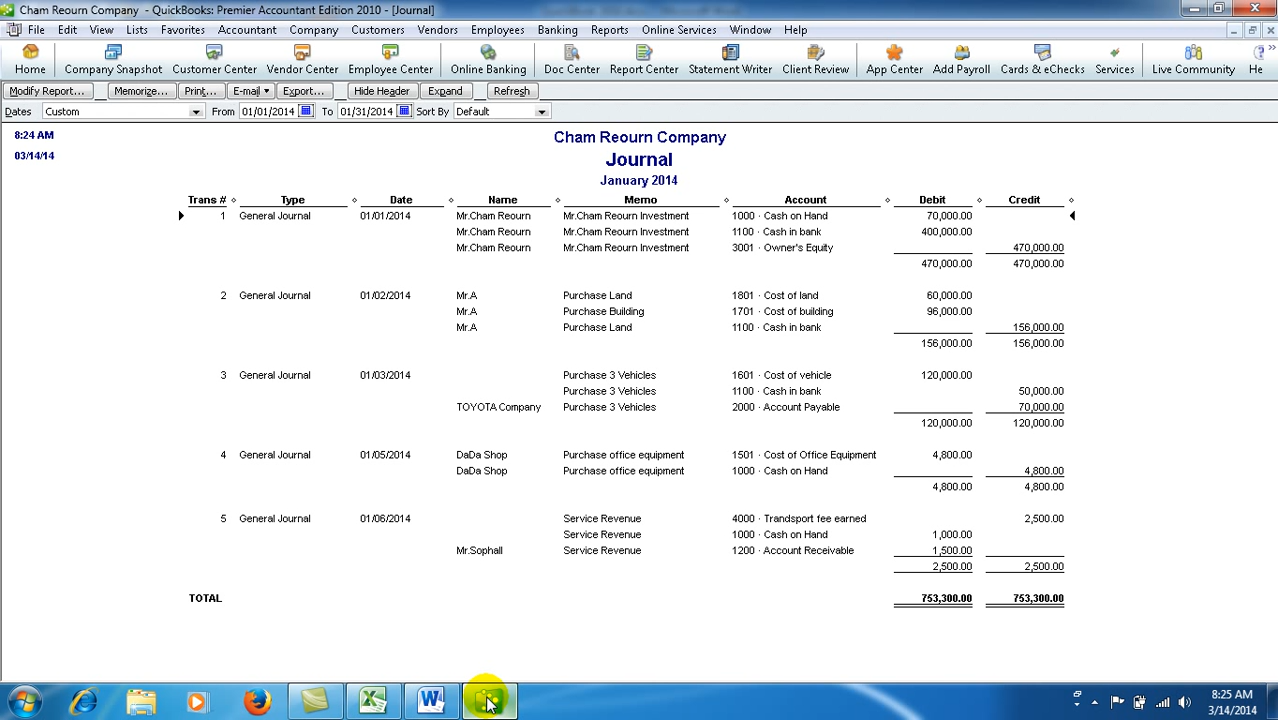 Cham Reourn Company - QuickBooks: Premier Accountant Edition 2010 - [Journal]
File Edit View Lists Favorites Accountant Company Customers Vendors Employees Banking Reports Online Services Window Help
Home Company Snapshot Customer Center Vendor Center Employee Center Online Banking Doc Center Report Center Statement Writer Client Review App Center Add Payroll Cards & eChecks Services Live Community He
Modify Report... Memorize... Print... E-mail Export... Hide Header Expand Refresh
Dates Custom From 01/01/2014 To 01/31/2014 Sort By Default
8:24 AM Cham Reourn Company
03/14/14 Journal
January 2014
Trans # Type Date Name Memo Account Debit Credit
1 General Journal 01/01/2014 Mr.Cham Reourn Mr.Cham Reourn Investment 1000 · Cash on Hand 70,000.00
Mr.Cham Reourn Mr.Cham Reourn Investment 1100 · Cash in bank 400,000.00
Mr.Cham Reourn Mr.Cham Reourn Investment 3001 · Owner's Equity 470,000.00
470,000.00 470,000.00
2 General Journal 01/02/2014 Mr.A Purchase Land 1801 · Cost of land 60,000.00
Mr.A Purchase Building 1701 · Cost of building 96,000.00
Mr.A Purchase Land 1100 · Cash in bank 156,000.00
156,000.00 156,000.00
3 General Journal 01/03/2014 Purchase 3 Vehicles 1601 · Cost of vehicle 120,000.00
Purchase 3 Vehicles 1100 · Cash in bank 50,000.00
TOYOTA Company Purchase 3 Vehicles 2000 · Account Payable 70,000.00
120,000.00 120,000.00
4 General Journal 01/05/2014 DaDa Shop Purchase office equipment 1501 · Cost of Office Equipment 4,800.00
DaDa Shop Purchase office equipment 1000 · Cash on Hand 4,800.00
4,800.00 4,800.00
5 General Journal 01/06/2014 Service Revenue 4000 · Trandsport fee earned 2,500.00
Service Revenue 1000 · Cash on Hand 1,000.00
Mr.Sophall Service Revenue 1200 · Account Receivable 1,500.00
2,500.00 2,500.00
TOTAL 753,300.00 753,300.00
8:25 AM
3/14/2014